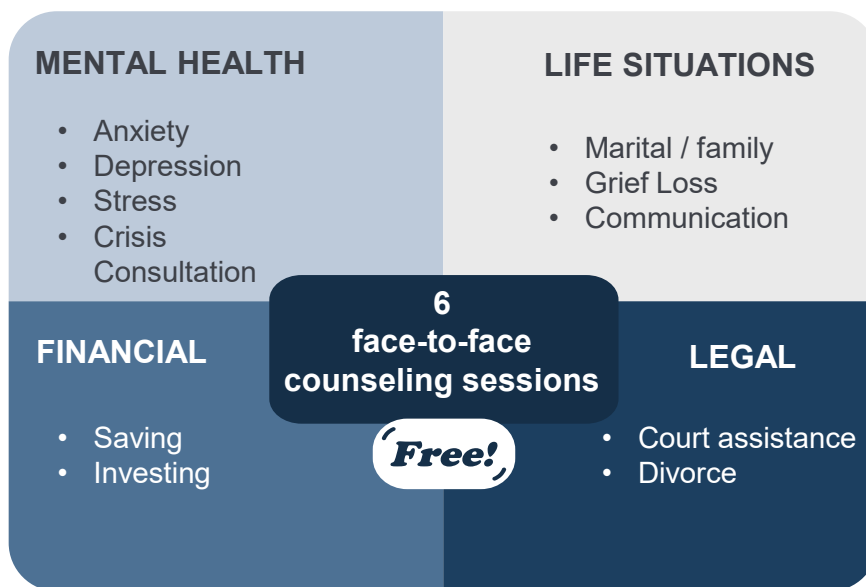 MENTAL HEALTH
• Anxiety
• Depression
• Stress
• Crisis
Consultation
LIFE SITUATIONS
• Marital / family
• Grief Loss
• Communication
6
face-to-face
counseling sessions
Free!
FINANCIAL
• Saving
• Investing
LEGAL
• Court assistance
• Divorce